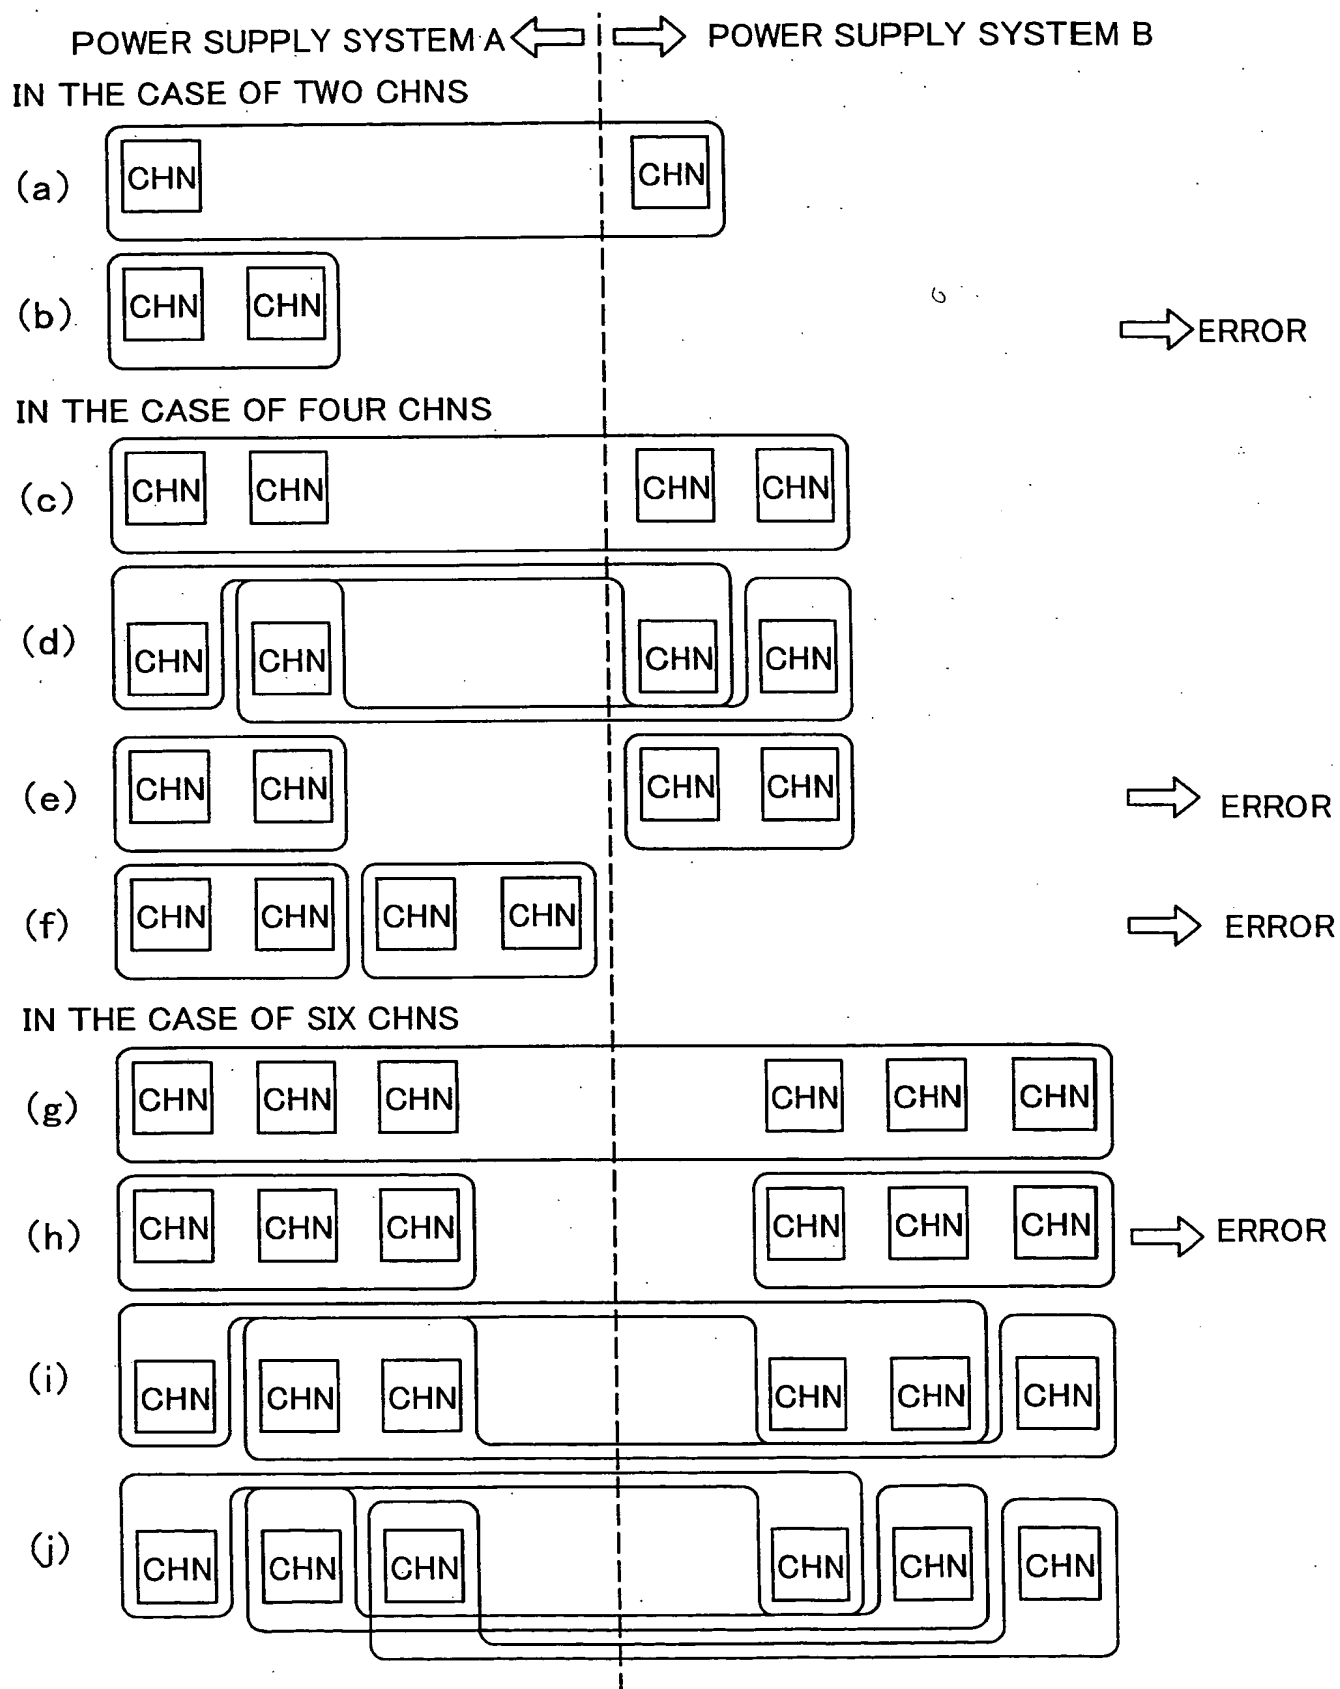 POWER SUPPLY SYSTEM A POWER SUPPLY SYSTEM B
IN THE CASE OF TWO CHNS
(a) CHN CHN
(b) CHN CHN ERROR
IN THE CASE OF FOUR CHNS
(c) CHN CHN CHN CHN
(d) CHN CHN CHN CHN
(e) CHN CHN CHN CHN ERROR
(f) CHN CHN CHN CHN ERROR
IN THE CASE OF SIX CHNS
(g) CHN CHN CHN CHN CHN CHN
(h) CHN CHN CHN CHN CHN CHN ERROR
(i) CHN CHN CHN CHN CHN CHN
(j) CHN CHN CHN CHN CHN CHN